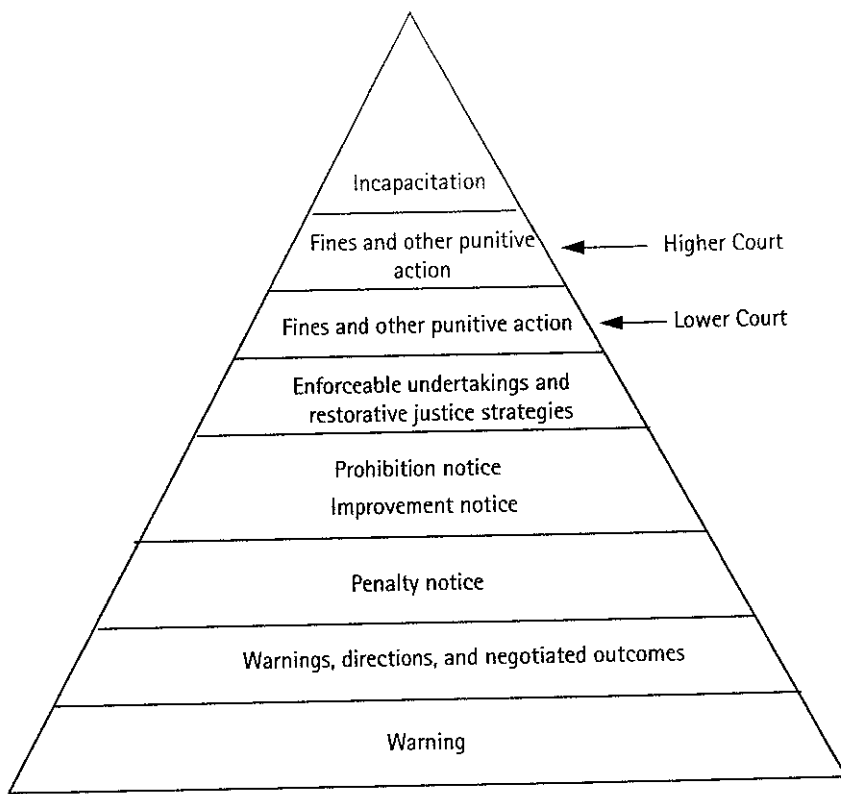 Incapacitation
Fines and other punitive
action
Higher Court
Fines and other punitive action
Lower Court
Enforceable undertakings and
restorative justice strategies
Prohibition notice
Improvement notice
Penalty notice
Warnings, directions, and negotiated outcomes
Warning